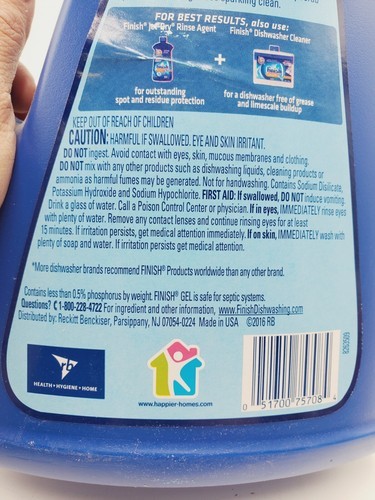 sparkling clean.
FOR BEST RESULTS, also use:
Finish® Jet-Dry® Rinse Agent
Finish® Dishwasher Cleaner
+
for outstanding
spot and residue protection
for a dishwasher free of grease
and limescale buildup
KEEP OUT OF REACH OF CHILDREN
CAUTION: HARMFUL IF SWALLOWED. EYE AND SKIN IRRITANT.
DO NOT ingest. Avoid contact with eyes, skin, mucous membranes and clothing.
DO NOT mix with any other products such as dishwashing liquids, cleaning products or
ammonia as harmful fumes may be generated. Not for handwashing. Contains Sodium Disilicate,
Potassium Hydroxide and Sodium Hypochlorite. FIRST AID: If swallowed, DO NOT induce vomiting.
Drink a glass of water. Call a Poison Control Center or physician. If in eyes, IMMEDIATELY rinse eyes
with plenty of water. Remove any contact lenses and continue rinsing eyes for at least
15 minutes. If irritation persists, get medical attention immediately. If on skin, IMMEDIATELY wash with
plenty of soap and water. If irritation persists get medical attention.
*More dishwasher brands recommend FINISH® Products worldwide than any other brand.
Contains less than 0.5% phosphorus by weight. FINISH® GEL is safe for septic systems.
Questions? 1-800-228-4722 For ingredient and other information, www.FinishDishwashing.com
Distributed by: Reckitt Benckiser, Parsippany, NJ 07054-0224 Made in USA ©2016 RB
rb
HEALTH • HYGIENE • HOME
www.happier-homes.com
0 51700 75708 4